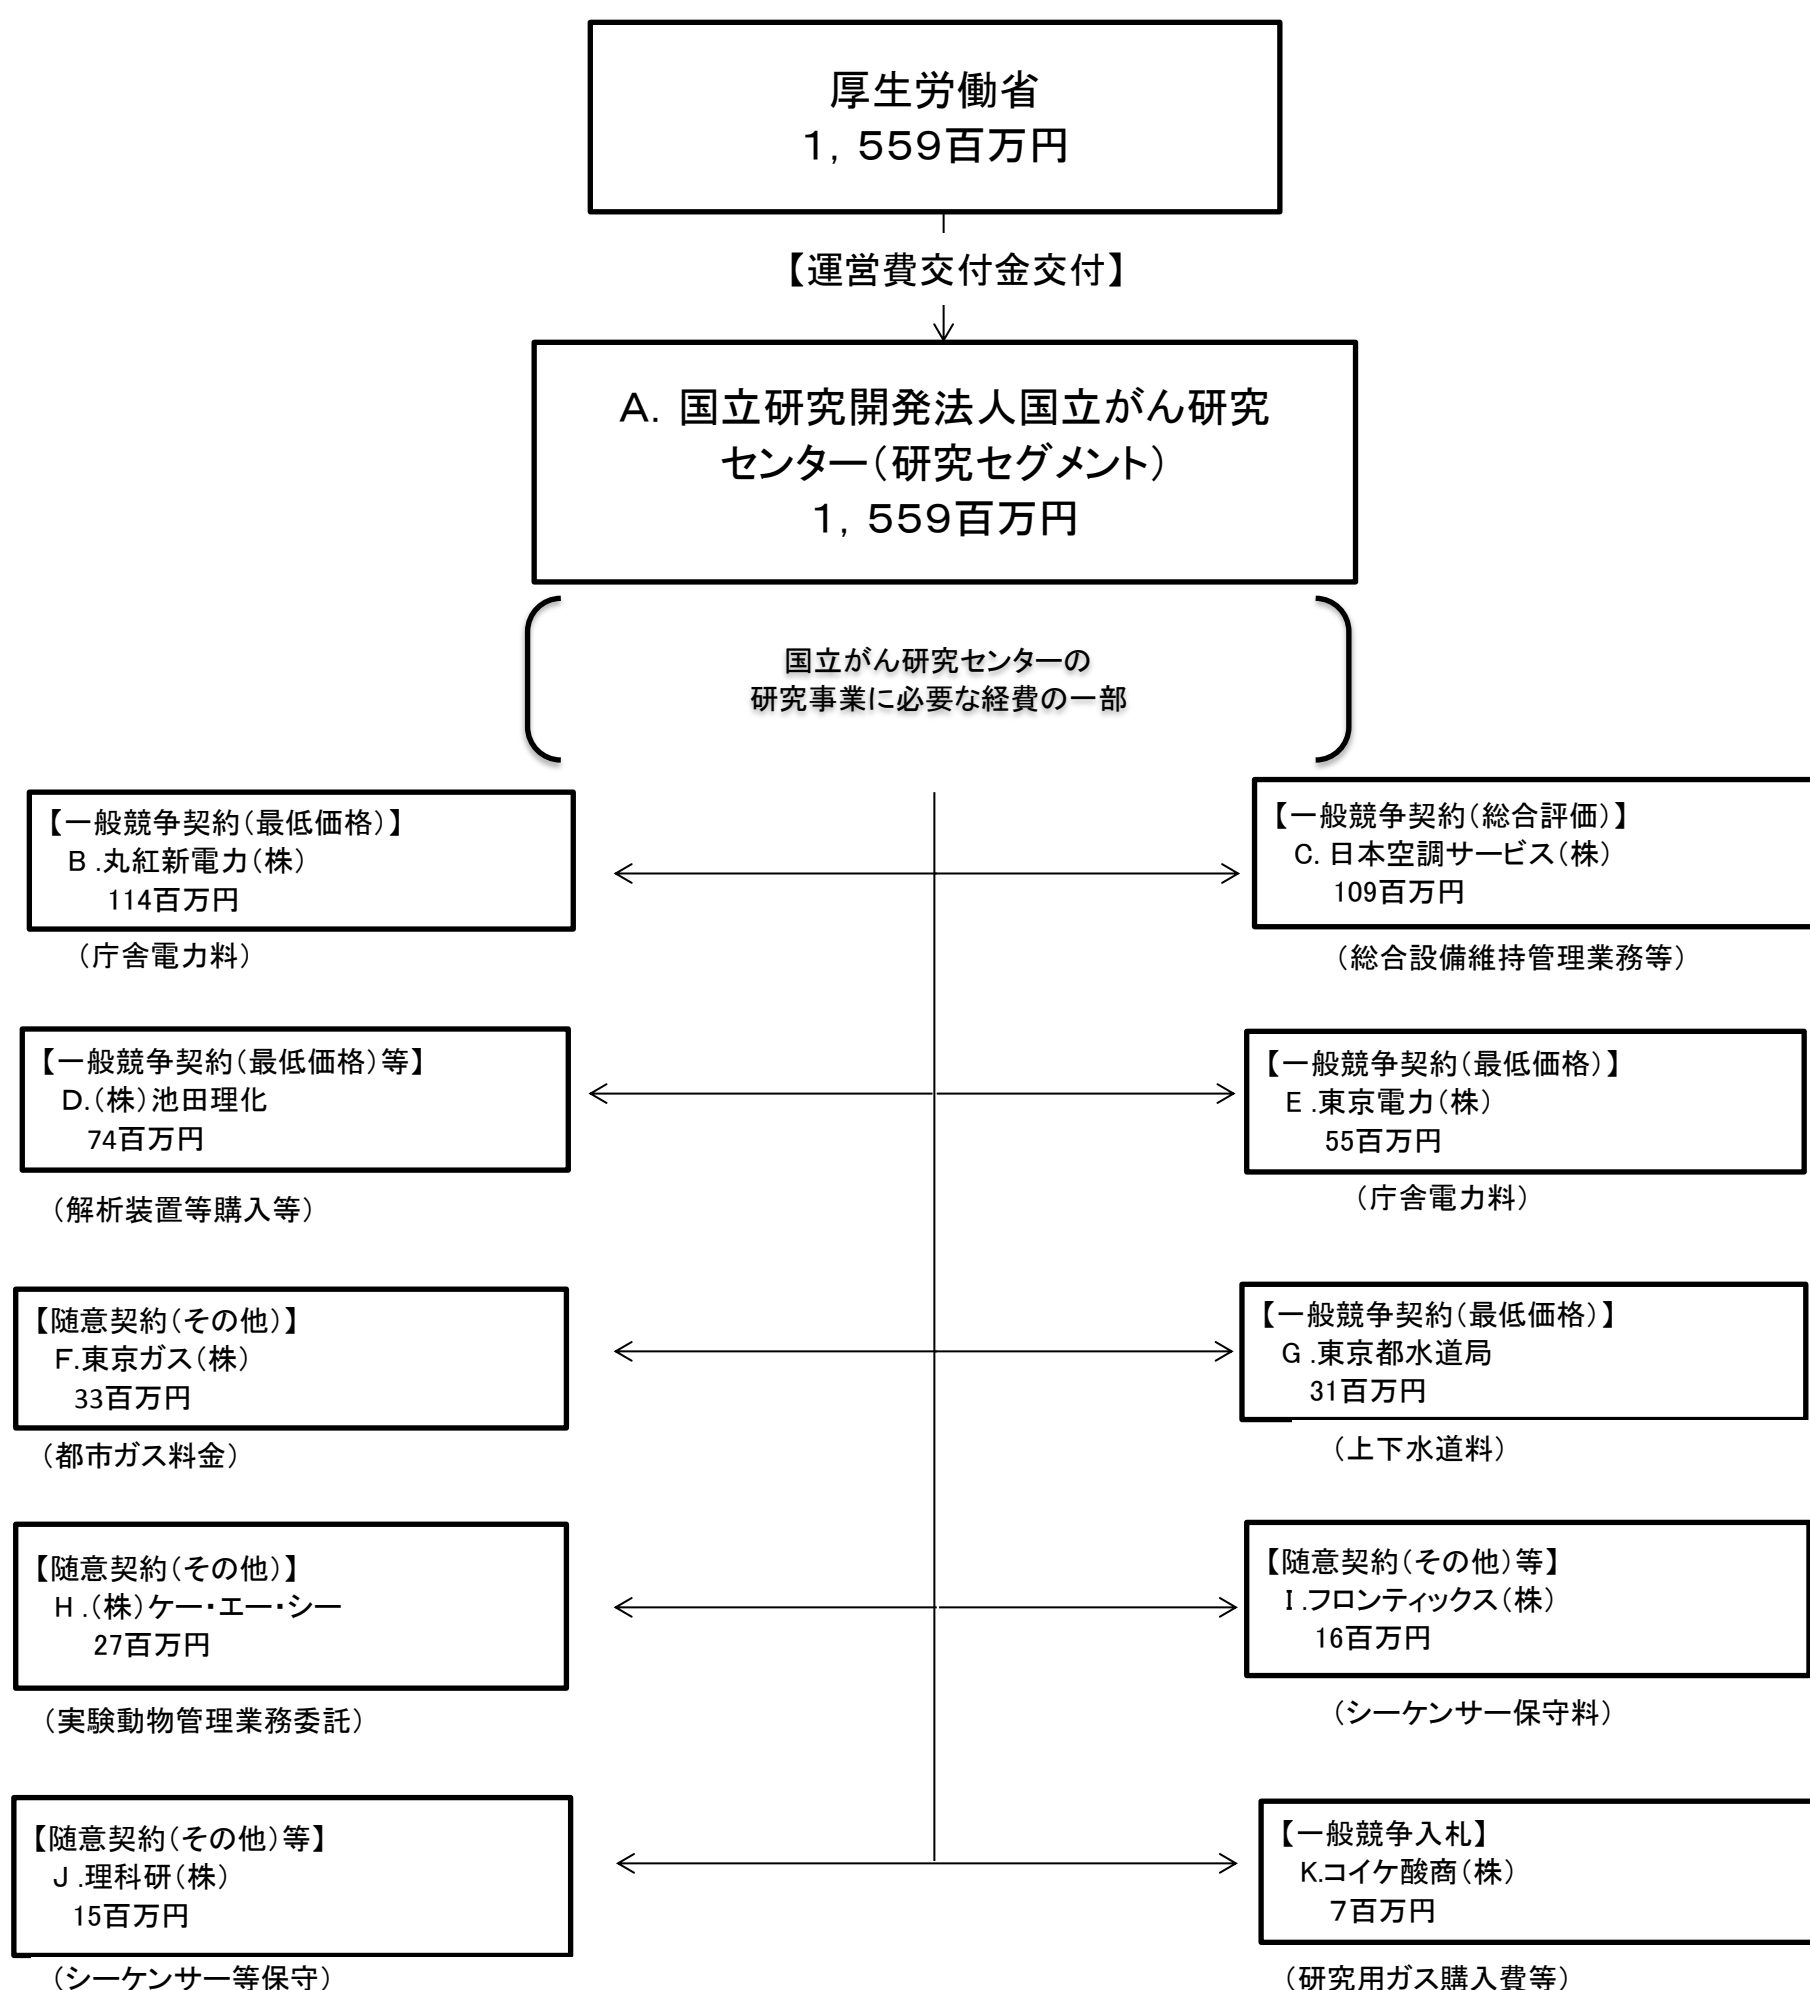 厚生労働省
１，５５９百万円
【運営費交付金交付】
Ａ．国立研究開発法人国立がん研究
センター（研究セグメント）
１，５５９百万円
国立がん研究センターの
研究事業に必要な経費の一部
【一般競争契約（最低価格）】
Ｂ．丸紅新電力（株）
114百万円
（庁舎電力料）
【一般競争契約（総合評価）】
Ｃ．日本空調サービス（株）
109百万円
（総合設備維持管理業務等）
【一般競争契約（最低価格）等】
Ｄ．（株）池田理化
74百万円
（解析装置等購入等）
【一般競争契約（最低価格）】
Ｅ．東京電力（株）
55百万円
（庁舎電力料）
【随意契約（その他）】
Ｆ．東京ガス（株）
33百万円
（都市ガス料金）
【一般競争契約（最低価格）】
Ｇ．東京都水道局
31百万円
（上下水道料）
【随意契約（その他）】
Ｈ．（株）ケー・エー・シー
27百万円
（実験動物管理業務委託）
【随意契約（その他）等】
Ｉ．フロンティックス（株）
16百万円
（シーケンサー保守料）
【随意契約（その他）等】
Ｊ．理科研（株）
15百万円
（シーケンサー等保守）
【一般競争入札】
Ｋ．コイケ酸商（株）
７百万円
（研究用ガス購入費等）